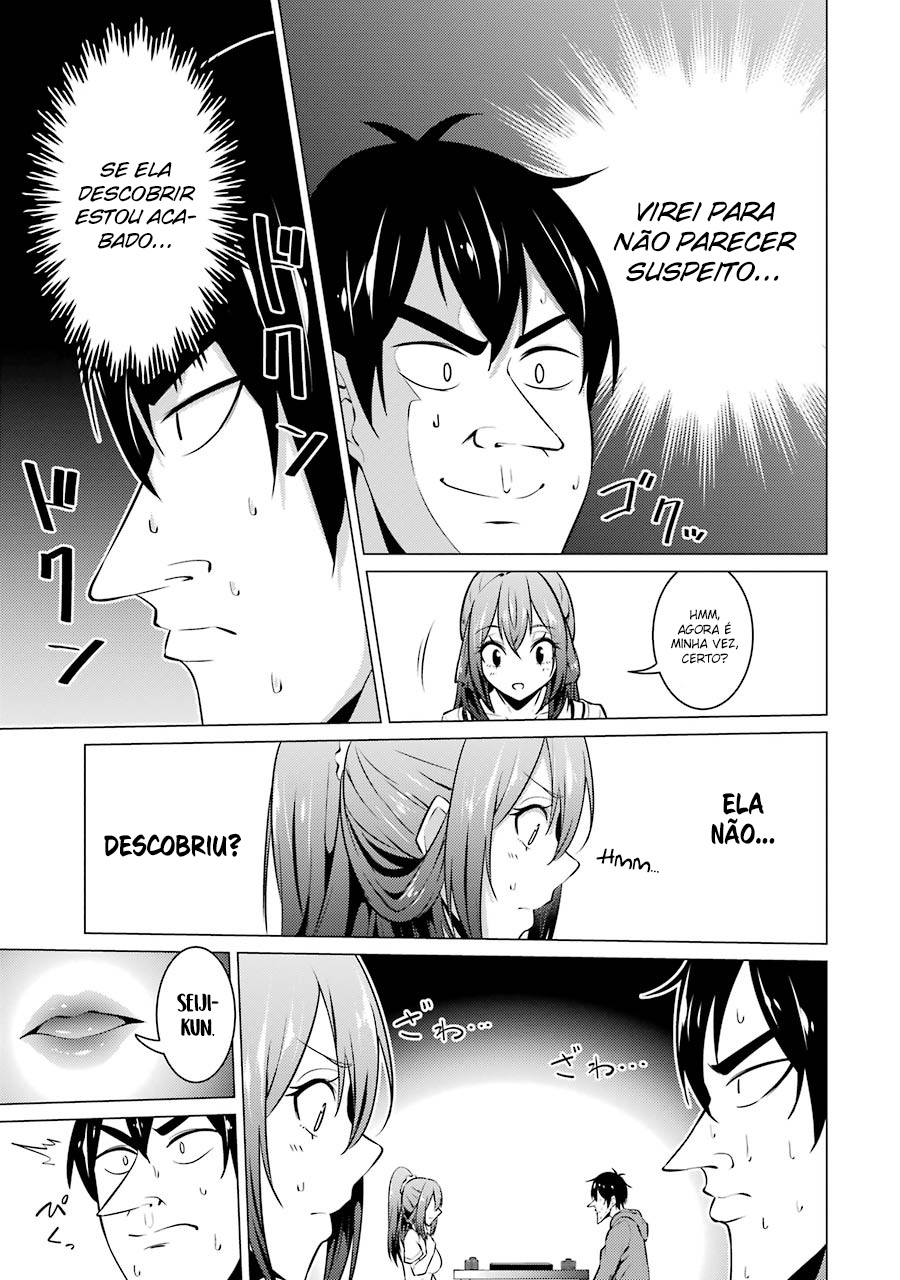 VIREI PARA
NÃO PARECER
SUSPEITO...
ゴクッ
SE ELA
DESCOBRIR
ESTOU ACA-
BADO...
ドクン
ドクン
HMM,
AGORA É
MINHA VEZ,
CERTO?
ELA
NÃO...
HMM...
DESCOBRIU?
ざわ...
ざわ...
SEIJI-
KUN.
ぴくっ